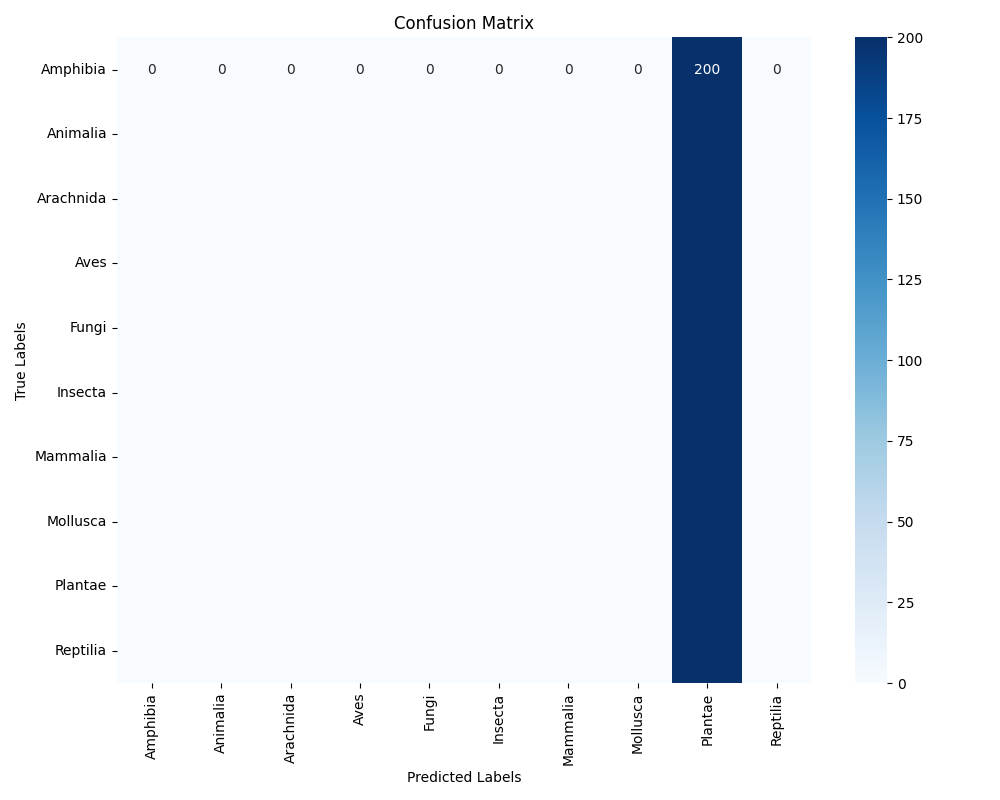 Confusion Matrix
True Labels
Amphibia 0 0 0 0 0 0 0 0 200 0
Animalia
Arachnida
Aves
Fungi
Insecta
Mammalia
Mollusca
Plantae
Reptilia
Amphibia Animalia Arachnida Aves Fungi Insecta Mammalia Mollusca Plantae Reptilia
Predicted Labels
200
175
150
125
100
75
50
25
0